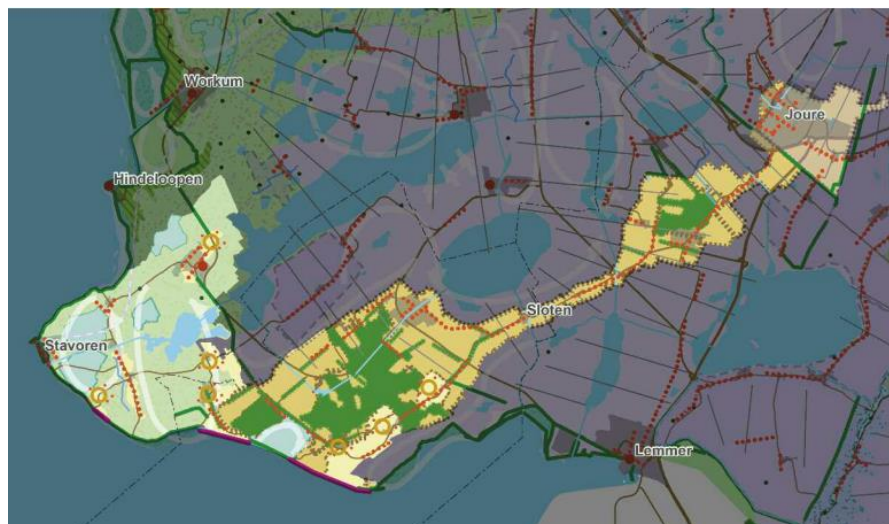 Workum
Joure
Hindeloopen
Sloten
Stavoren
Lemmer